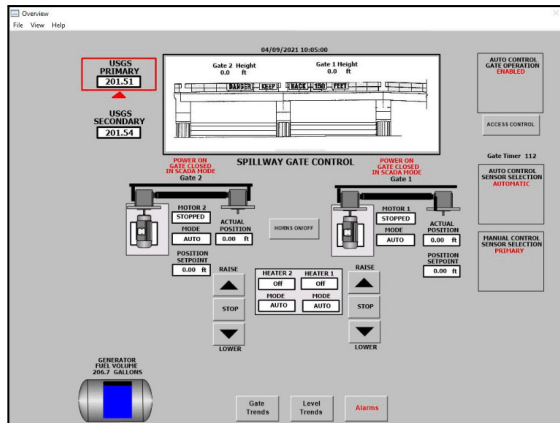 Overview
File View Help
04/09/2021 10:05:00
USGS
PRIMARY
201.51
USGS
SECONDARY
201.54
Gate 2 Height
0.0 ft
Gate 1 Height
0.0 ft
DANGER KEEP BACK 150 FEET
SPILLWAY GATE CONTROL
AUTO CONTROL
GATE OPERATION
ENABLED
ACCESS CONTROL
Gate Timer 112
AUTO CONTROL
SENSOR SELECTION
AUTOMATIC
MANUAL CONTROL
SENSOR SELECTION
PRIMARY
POWER ON
GATE CLOSED
IN SCADA MODE
Gate 2
MOTOR 2
STOPPED
MODE
AUTO
ACTUAL
POSITION
0.00 ft
POSITION
SETPOINT
0.00 ft
HORNS ON/OFF
POWER ON
GATE CLOSED
IN SCADA MODE
Gate 1
MOTOR 1
STOPPED
MODE
AUTO
ACTUAL
POSITION
0.00 ft
POSITION
SETPOINT
0.00 ft
RAISE
STOP
LOWER
HEATER 2
Off
MODE
AUTO
HEATER 1
Off
MODE
AUTO
RAISE
STOP
LOWER
GENERATOR
FUEL VOLUME
206.7 GALLONS
Gate
Trends
Level
Trends
Alarms